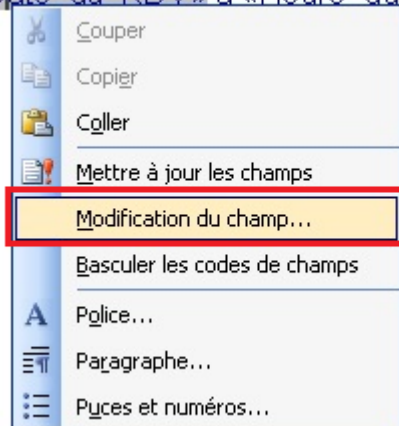 Couper
Copier
Coller
Mettre à jour les champs
Modification du champ...
Basculer les codes de champs
Police...
Paragraphe...
Puces et numéros...